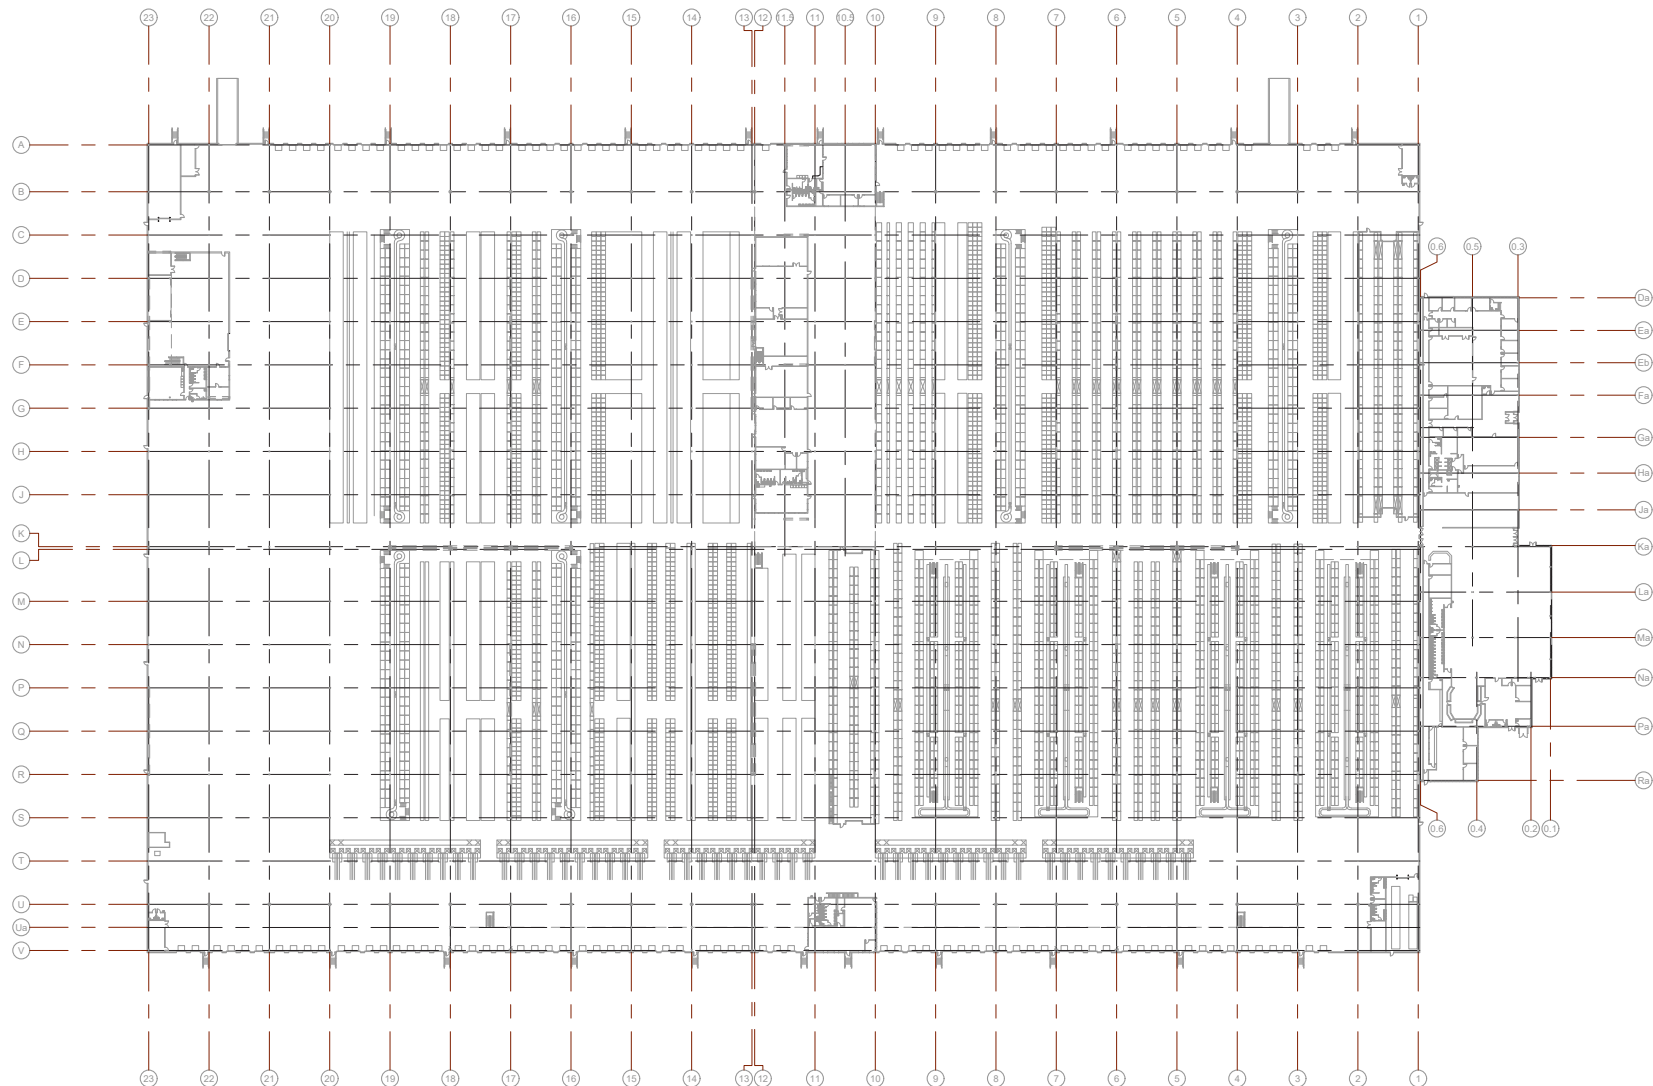 23 22 21 20 19 18 17 16 15 14 13 12 11.5 11 10.5 10 9 8 7 6 5 4 3 2 1
A
B
C
0.6 0.5 0.3
D
Da
E
Ea
F
Eb
Fa
G
Ga
H
Ha
J
Ja
K
Ka
L
La
M
Ma
N
Na
P
Pa
Q
R
Ra
S
0.6 0.4 0.2 0.1
T
U
Ua
V
23 22 21 20 19 18 17 16 15 14 13 12 11 10 9 8 7 6 5 4 3 2 1